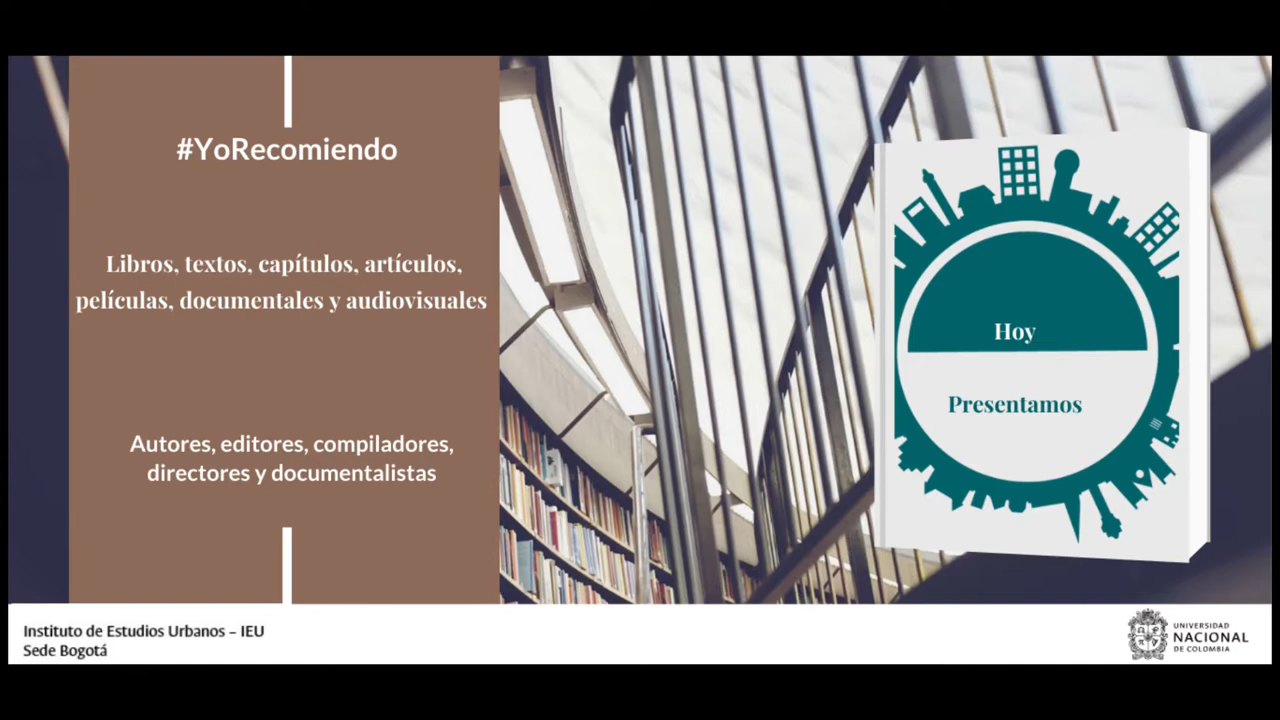 #YoRecomiendo
Libros, textos, capítulos, artículos,
películas, documentales y audiovisuales
Autores, editores, compiladores,
directores y documentalistas
Hoy
Presentamos
Instituto de Estudios Urbanos – IEU
Sede Bogotá
UNIVERSIDAD
NACIONAL
DE COLOMBIA